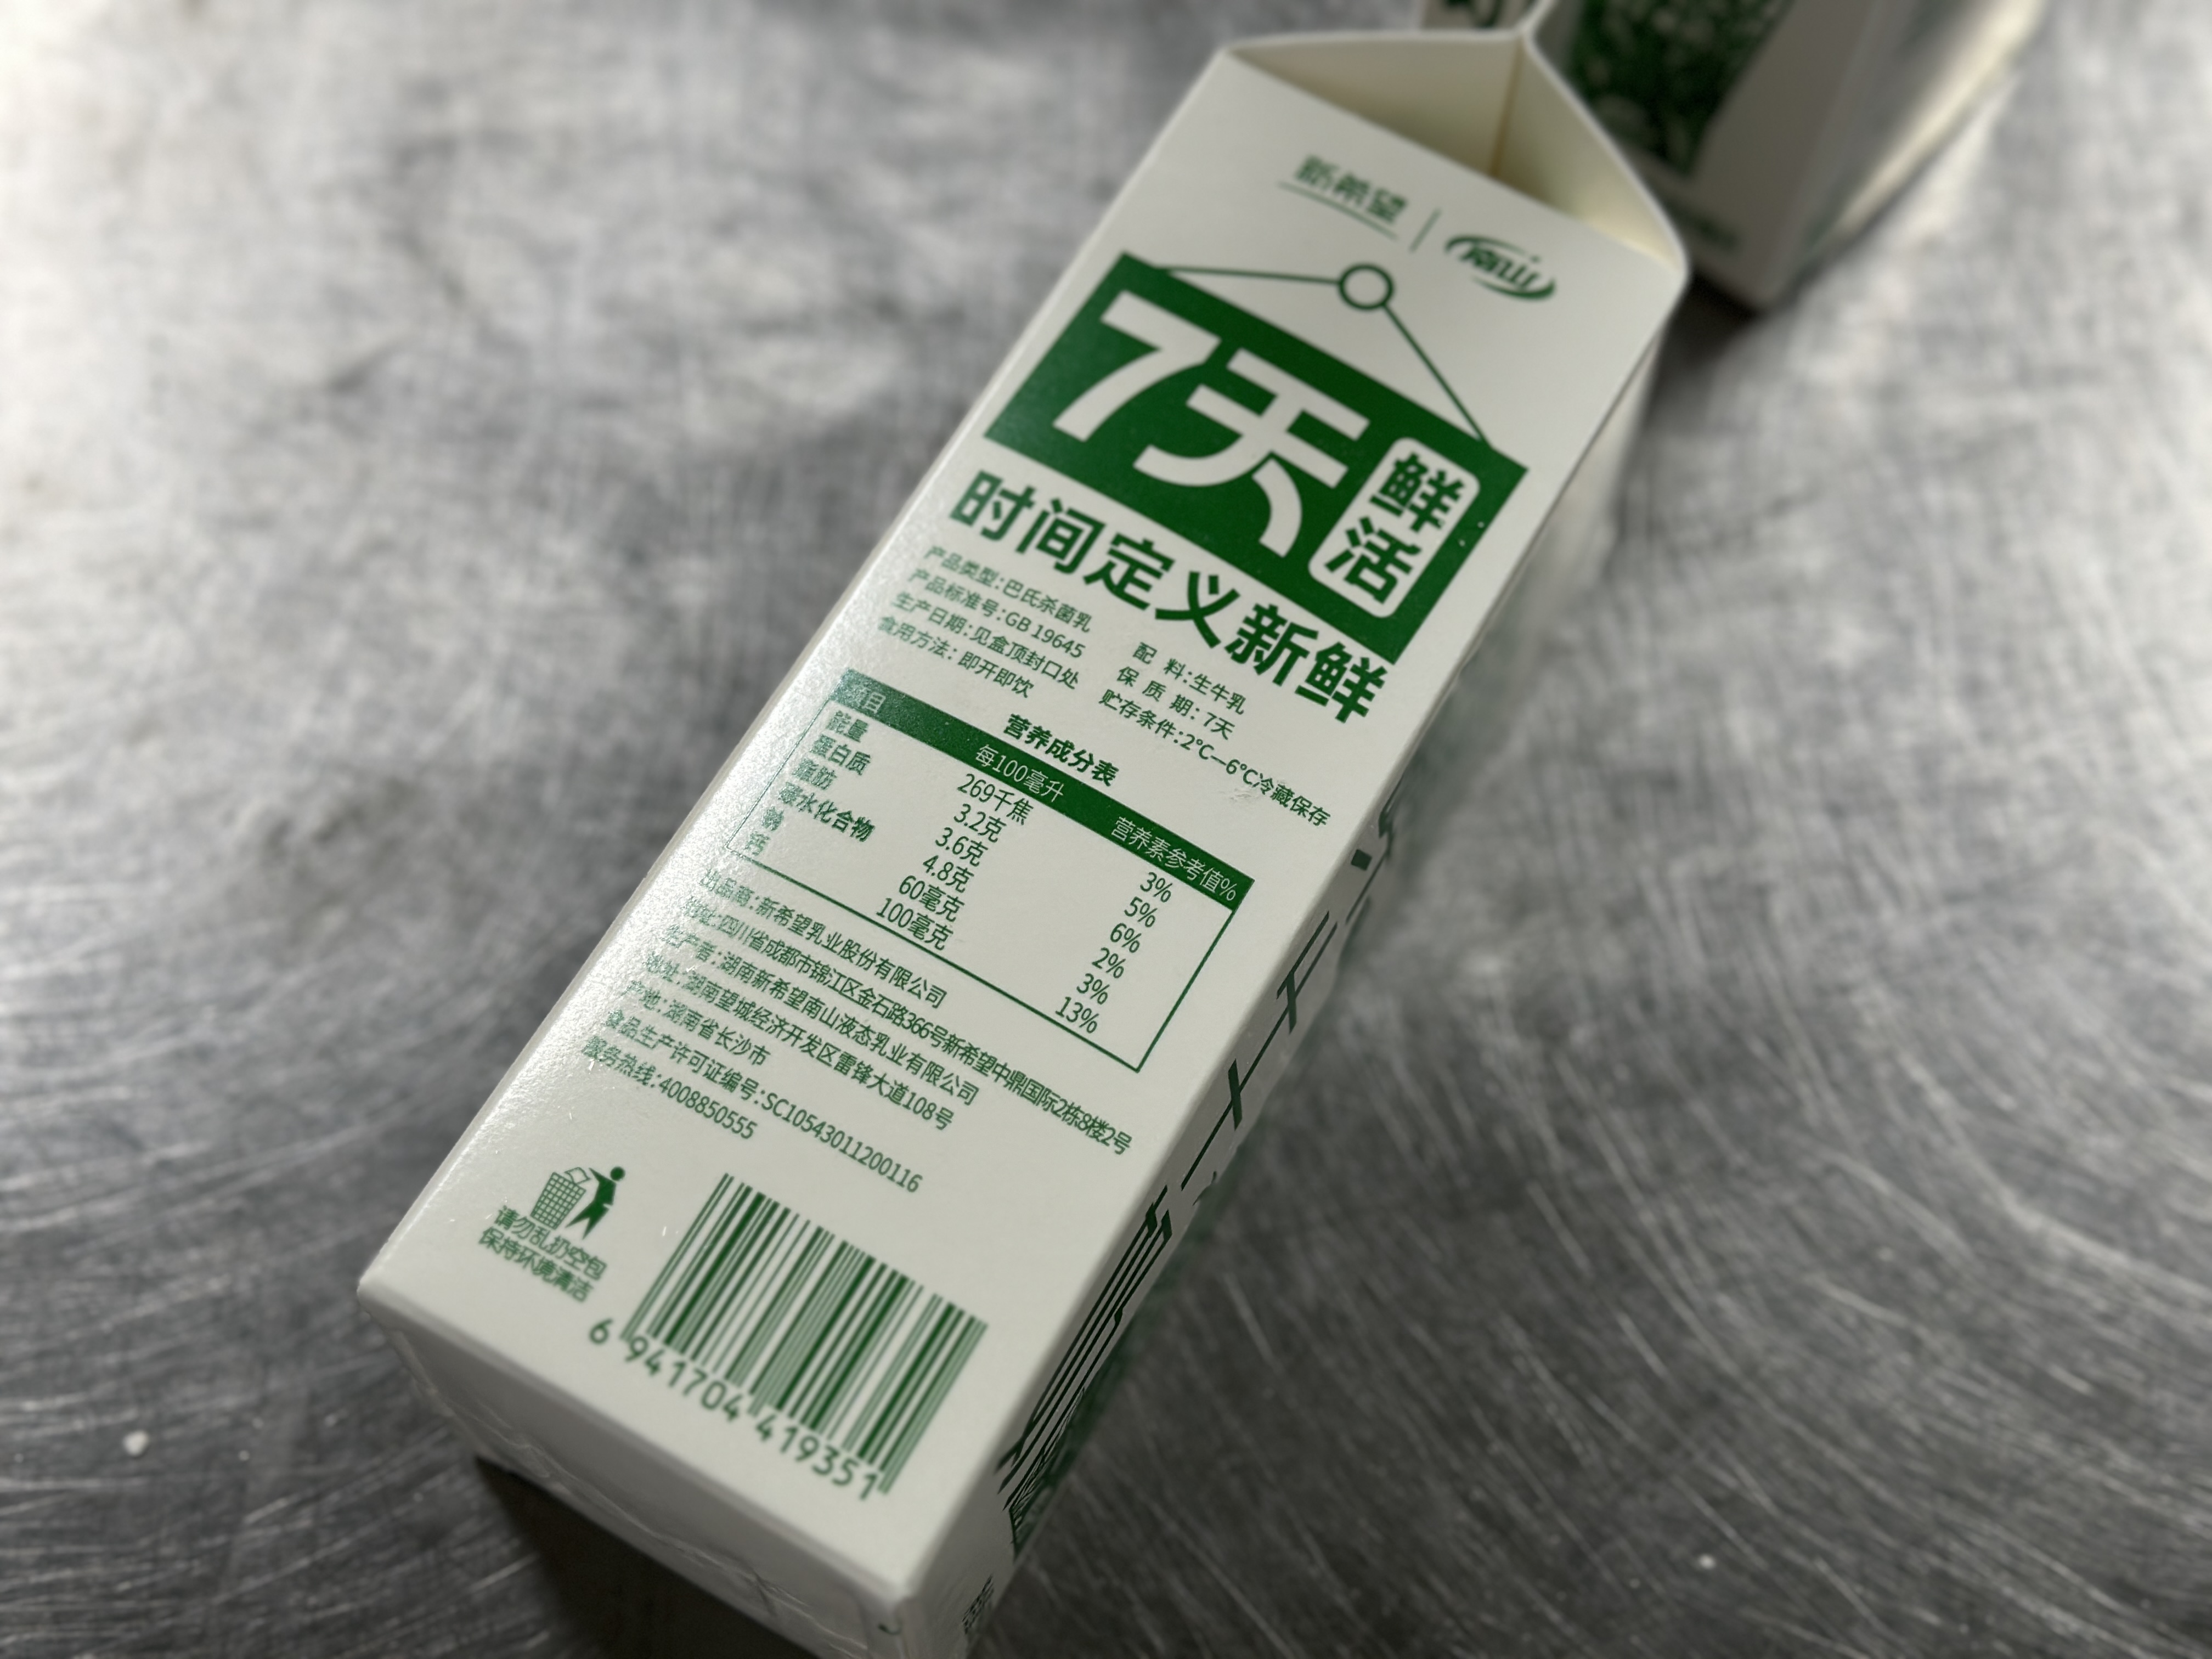 新希望 南山
7天
鲜活
时间定义新鲜
产品类型:巴氏杀菌乳
产品标准号:GB 19645
生产日期:见盒顶封口处
食用方法:即开即饮
配 料:生牛乳
保 质 期:7天
贮存条件:2°C—6°C冷藏保存
营养成分表
项目 每100毫升 营养素参考值%
能量 269千焦 3%
蛋白质 3.2克 5%
脂肪 3.6克 6%
碳水化合物 4.8克 2%
钠 60毫克 3%
钙 100毫克 13%
出品商:新希望乳业股份有限公司
地址:四川省成都市锦江区金石路366号新希望中鼎国际2栋8楼2号
生产者:湖南新希望南山液态乳业有限公司
地址:湖南望城经济开发区雷锋大道108号
产地:湖南省长沙市
食品生产许可证编号:SC10543011200116
服务热线:4008850555
请勿乱扔空包
保持环境清洁
6 941704 419351